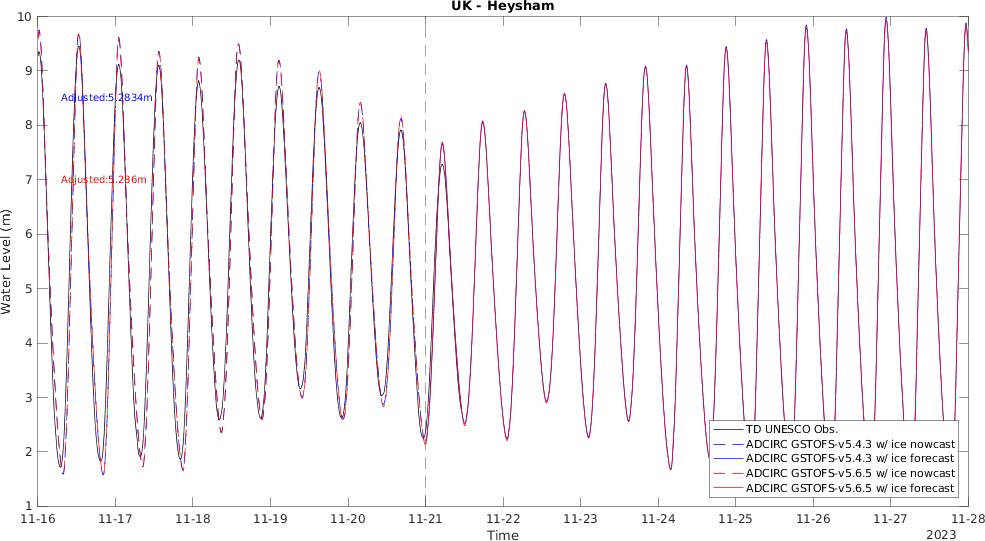 UK - Heysham
10
9
8
7
6
5
4
3
2
1
Water Level (m)
Adjusted:5.2834m
Adjusted:5.236m
TD UNESCO Obs.
ADCIRC GSTOFS-v5.4.3 w/ ice nowcast
ADCIRC GSTOFS-v5.4.3 w/ ice forecast
ADCIRC GSTOFS-v5.6.5 w/ ice nowcast
ADCIRC GSTOFS-v5.6.5 w/ ice forecast
11-16 11-17 11-18 11-19 11-20 11-21 11-22 11-23 11-24 11-25 11-26 11-27 11-28
Time
2023